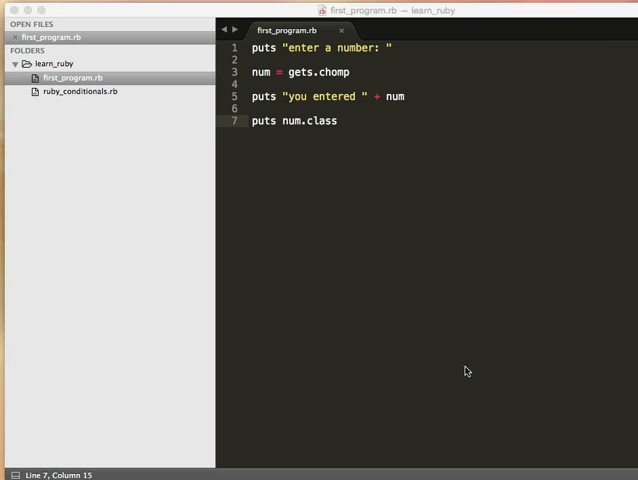 first_program.rb — learn_ruby
OPEN FILES
first_program.rb
FOLDERS
learn_ruby
first_program.rb
ruby_conditionals.rb
first_program.rb
1 puts "enter a number: "
2
3 num = gets.chomp
4
5 puts "you entered " + num
6
7 puts num.class
Line 7, Column 15